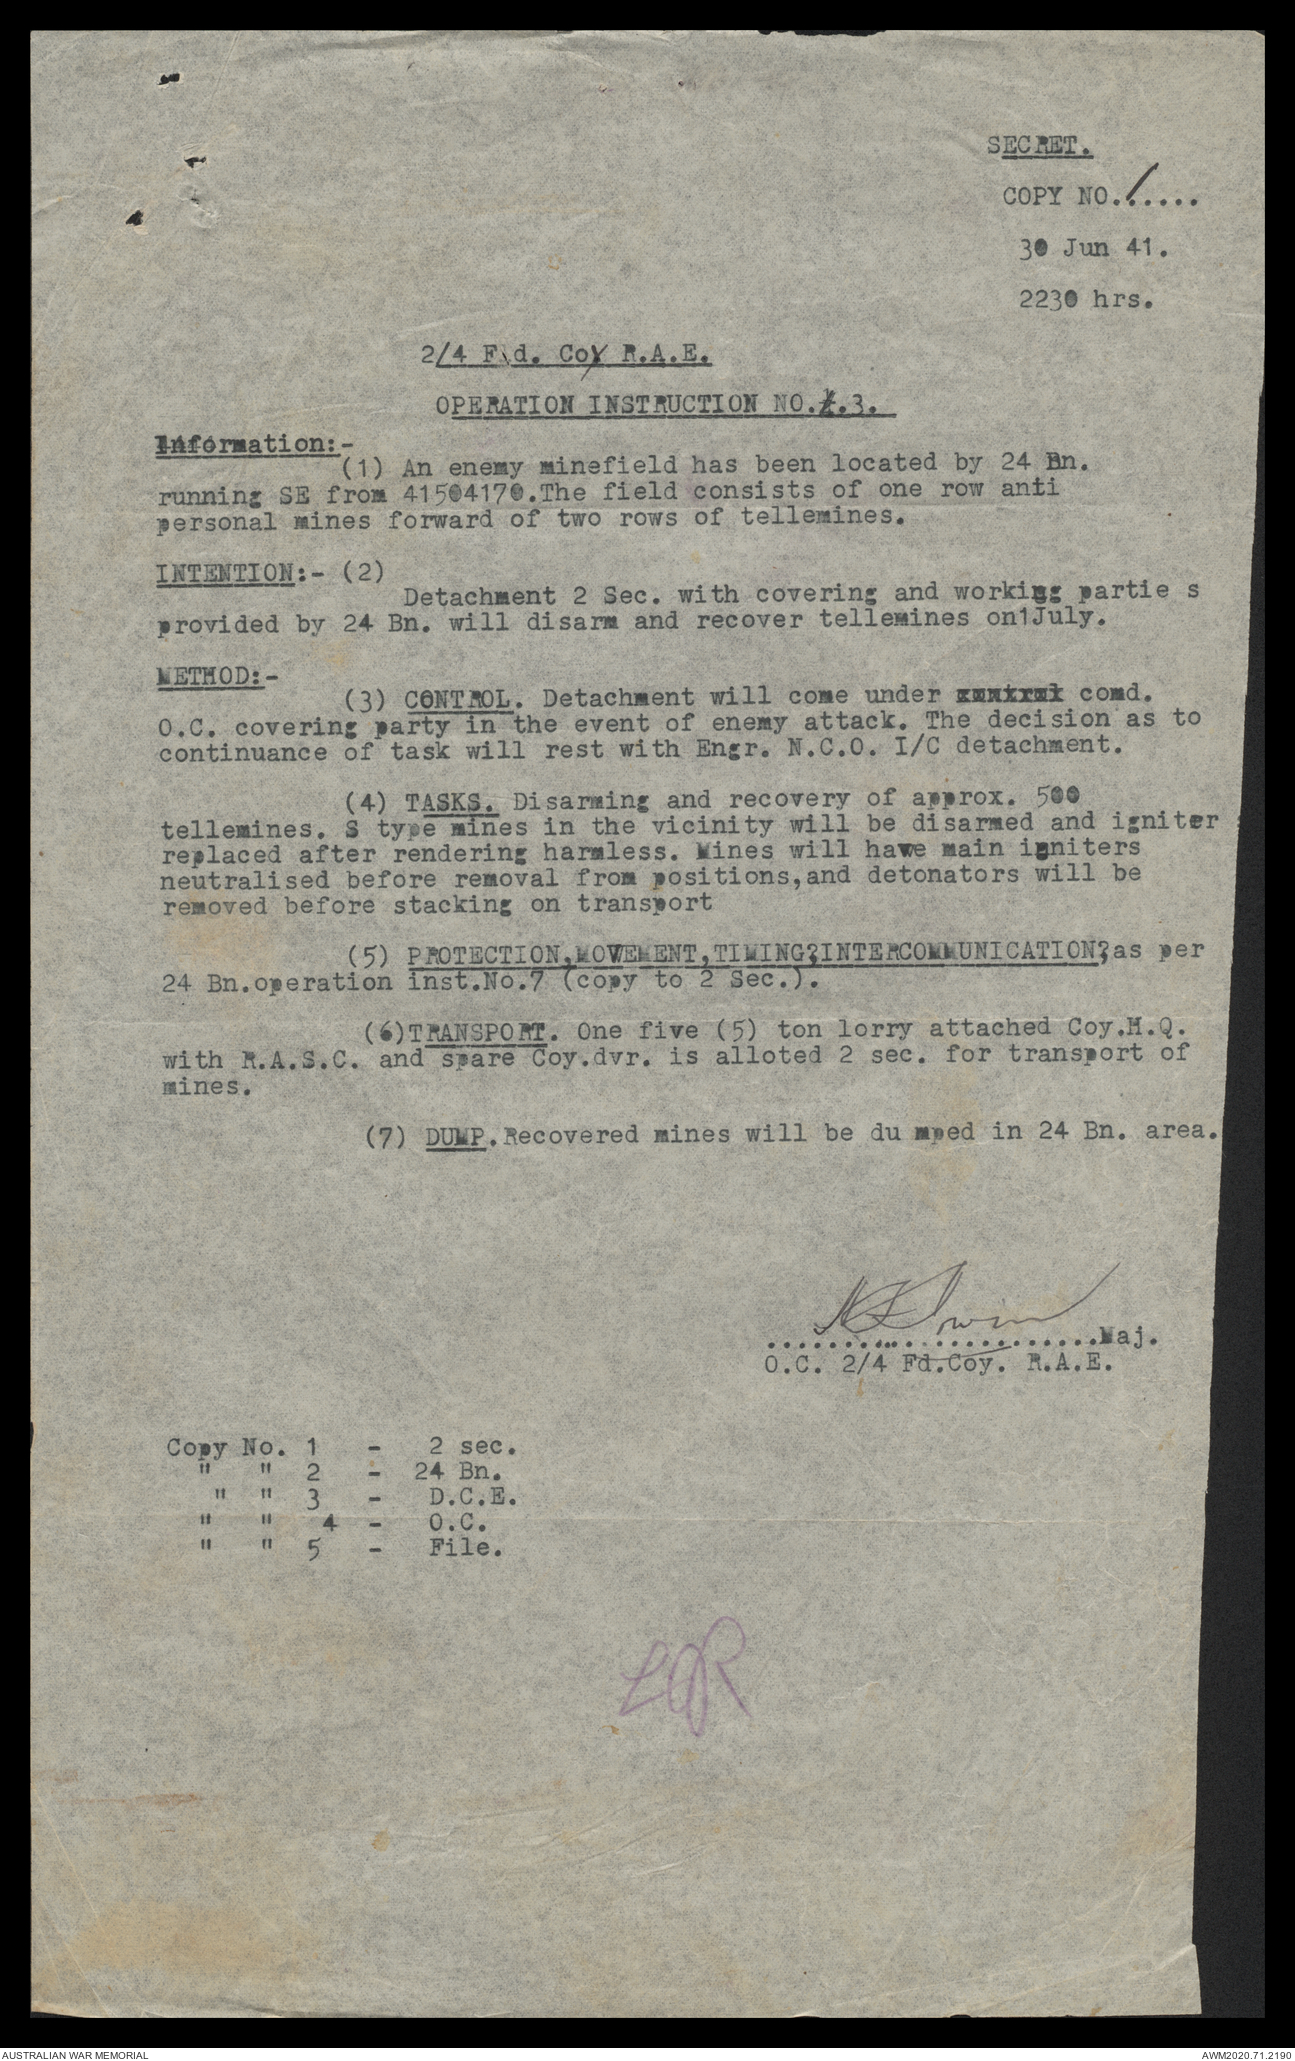 SECRET.
COPY NO.1.....
30 Jun 41.
2230 hrs.
2/4 Fd. Coy R.A.E.
OPERATION INSTRUCTION NO. 3.
Information:-
(1) An enemy minefield has been located by 24 Bn.
running SE from 41504170.The field consists of one row anti
personal mines forward of two rows of tellemines.
INTENTION:- (2)
Detachment 2 Sec. with covering and working partie s
provided by 24 Bn. will disarm and recover tellemines on1July.
METHOD:-
(3) CONTROL. Detachment will come under control comd.
O.C. covering party in the event of enemy attack. The decision as to
continuance of task will rest with Engr. N.C.O. I/C detachment.
(4) TASKS. Disarming and recovery of approx. 500
tellemines. S type mines in the vicinity will be disarmed and igniter
replaced after rendering harmless. Mines will have main igniters
neutralised before removal from positions,and detonators will be
removed before stacking on transport
(5) PROTECTION,MOVEMENT,TIMING?INTERCOMMUNICATION?as per
24 Bn.operation inst.No.7 (copy to 2 Sec.).
(6)TRANSPORT. One five (5) ton lorry attached Coy.H.Q.
with R.A.S.C. and spare Coy.dvr. is alloted 2 sec. for transport of
mines.
(7) DUMP.Recovered mines will be du mped in 24 Bn. area.
......................Maj.
O.C. 2/4 Fd.Coy. R.A.E.
Copy No. 1 - 2 sec.
" " 2 - 24 Bn.
" " 3 - D.C.E.
" " 4 - O.C.
" " 5 - File.
AUSTRALIAN WAR MEMORIAL
AWM2020.71.2190